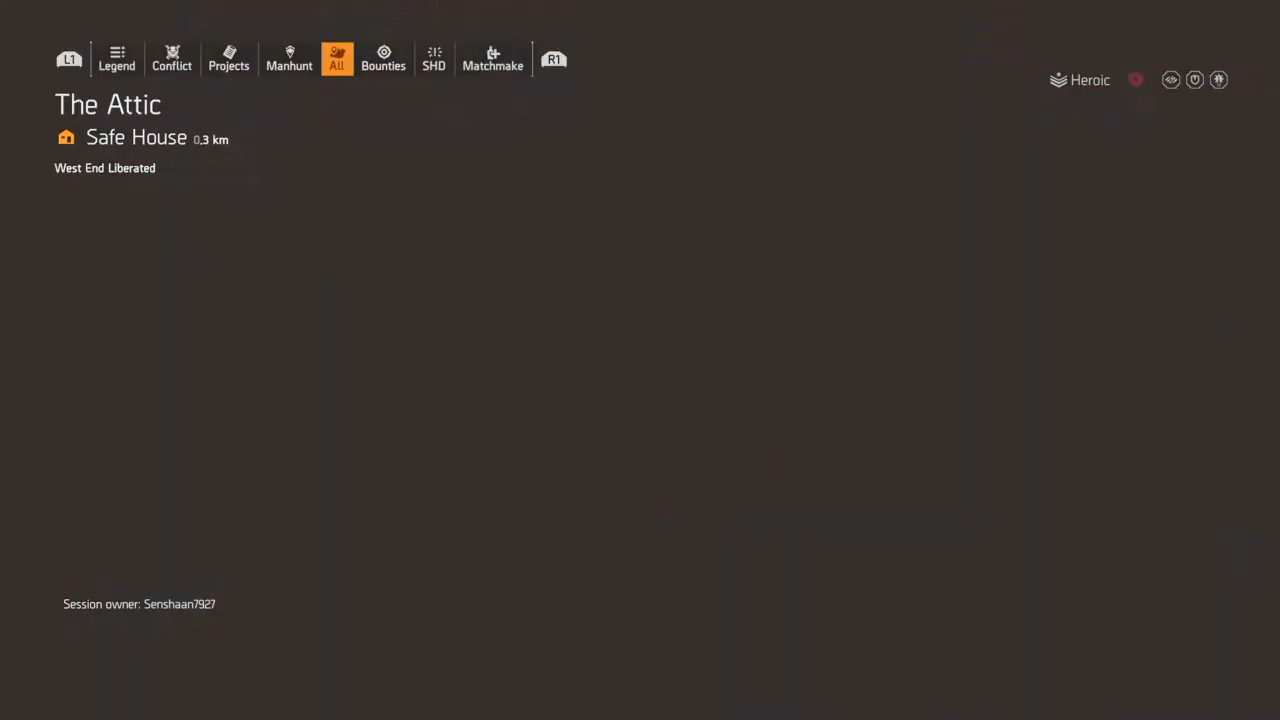 L1 Legend Conflict Projects Manhunt All Bounties SHD Matchmake R1
Heroic
The Attic
Safe House 0.3 km
West End Liberated
Session owner: Senshaan7927